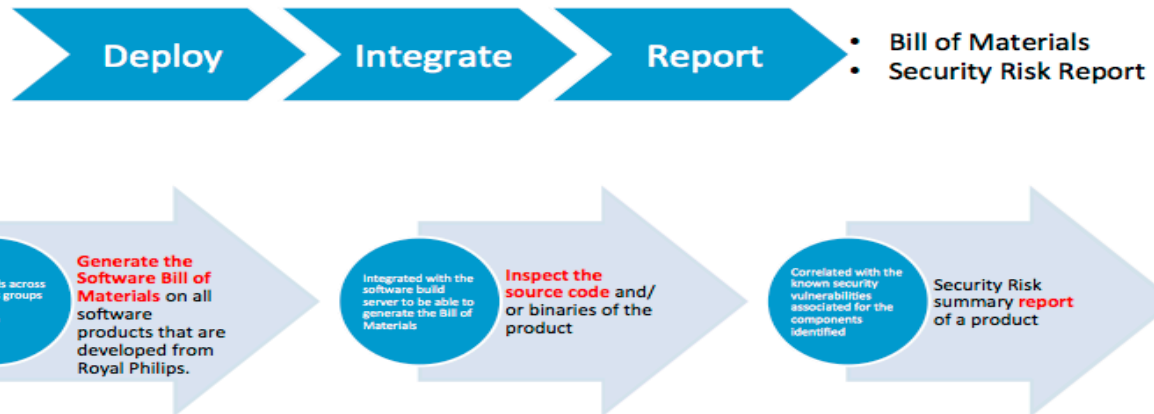 Deploy
Integrate
Report
• Bill of Materials
• Security Risk Report
across
groups
Generate the
Software Bill of
Materials on all
software
products that are
developed from
Royal Philips.
Integrated with the
software build
server to be able to
generate the Bill of
Materials
Inspect the
source code and/
or binaries of the
product
Correlated with the
known security
vulnerabilities
associated for the
components
identified
Security Risk
summary report
of a product